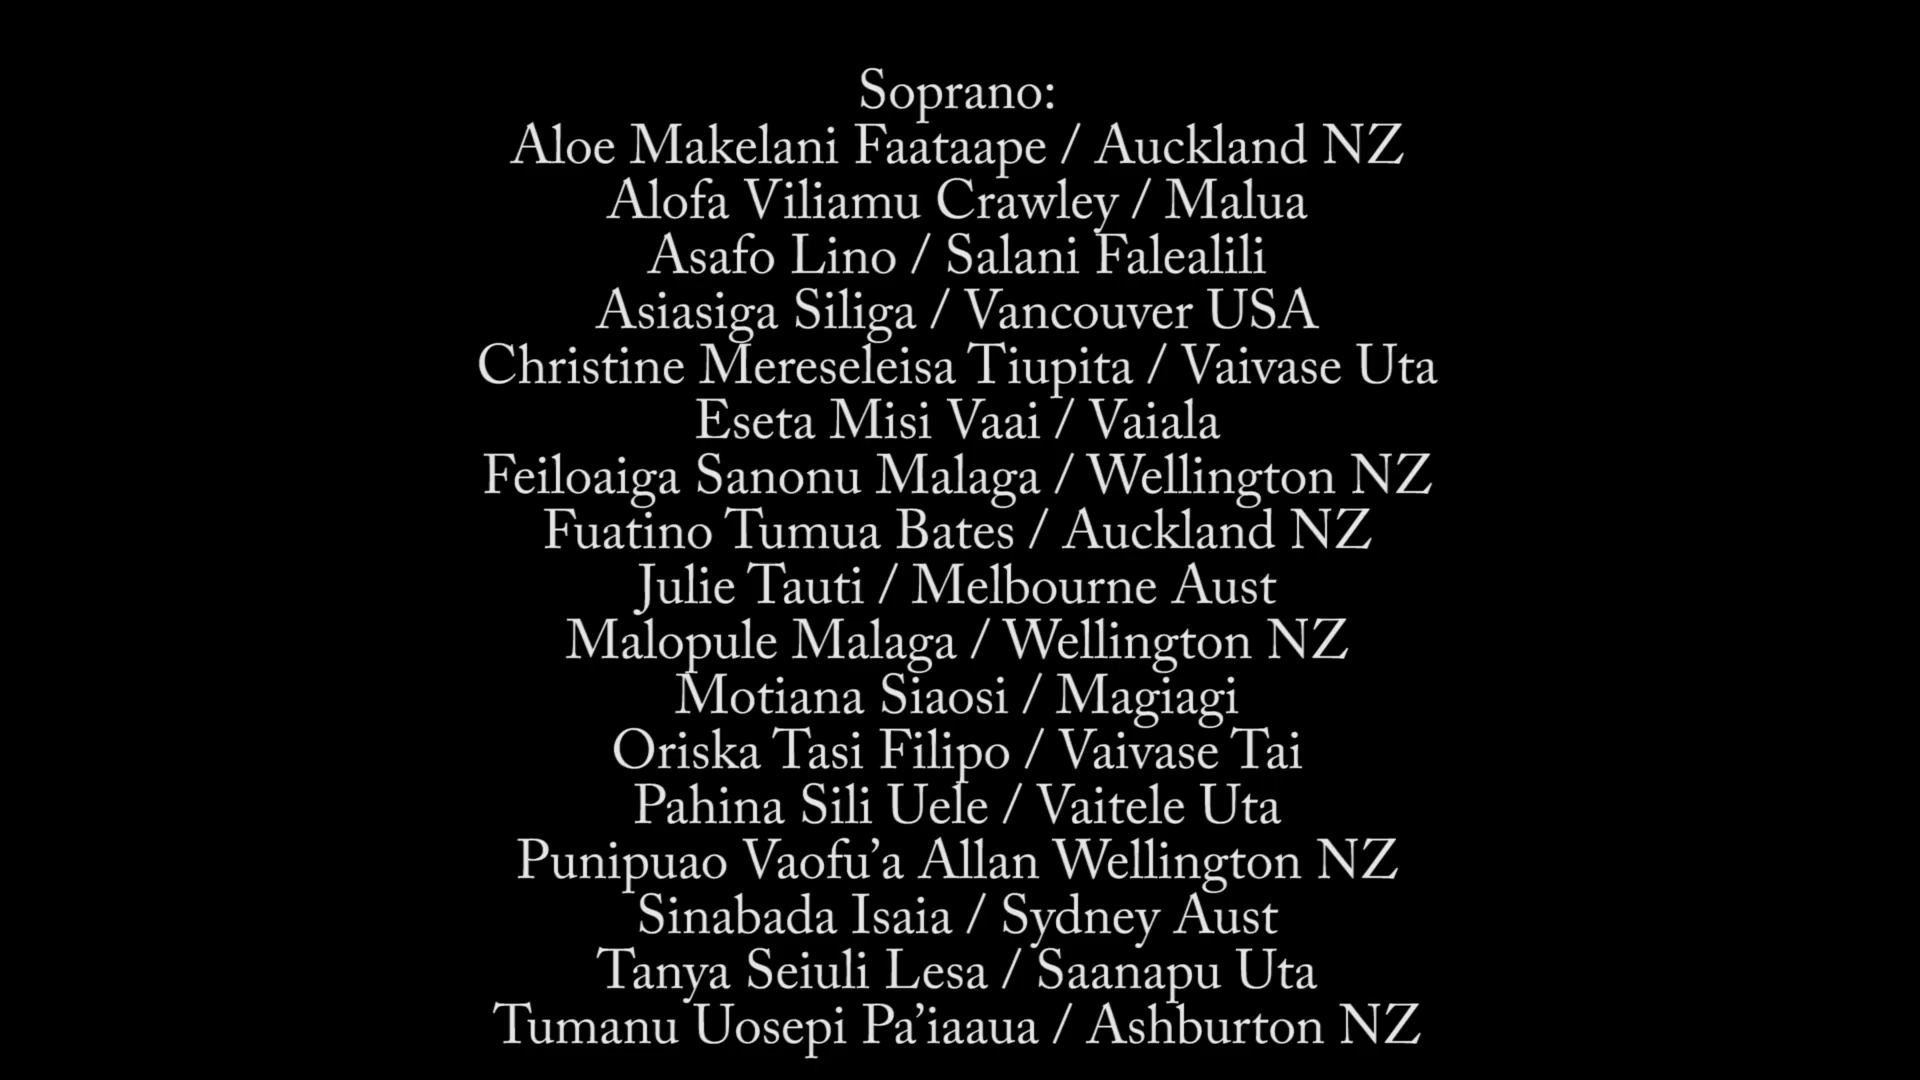 Soprano:
Aloe Makelani Faataape / Auckland NZ
Alofa Viliamu Crawley / Malua
Asafo Lino / Salani Falealili
Asiasiga Siliga / Vancouver USA
Christine Mereseleisa Tiupita / Vaivase Uta
Eseta Misi Vaai / Vaiala
Feiloaiga Sanonu Malaga / Wellington NZ
Fuatino Tumua Bates / Auckland NZ
Julie Tauti / Melbourne Aust
Malopule Malaga / Wellington NZ
Motiana Siaosi / Magiagi
Oriska Tasi Filipo / Vaivase Tai
Pahina Sili Uele / Vaitele Uta
Punipuao Vaofu’a Allan Wellington NZ
Sinabada Isaia / Sydney Aust
Tanya Seiuli Lesa / Saanapu Uta
Tumanu Uosepi Pa’iaaua / Ashburton NZ